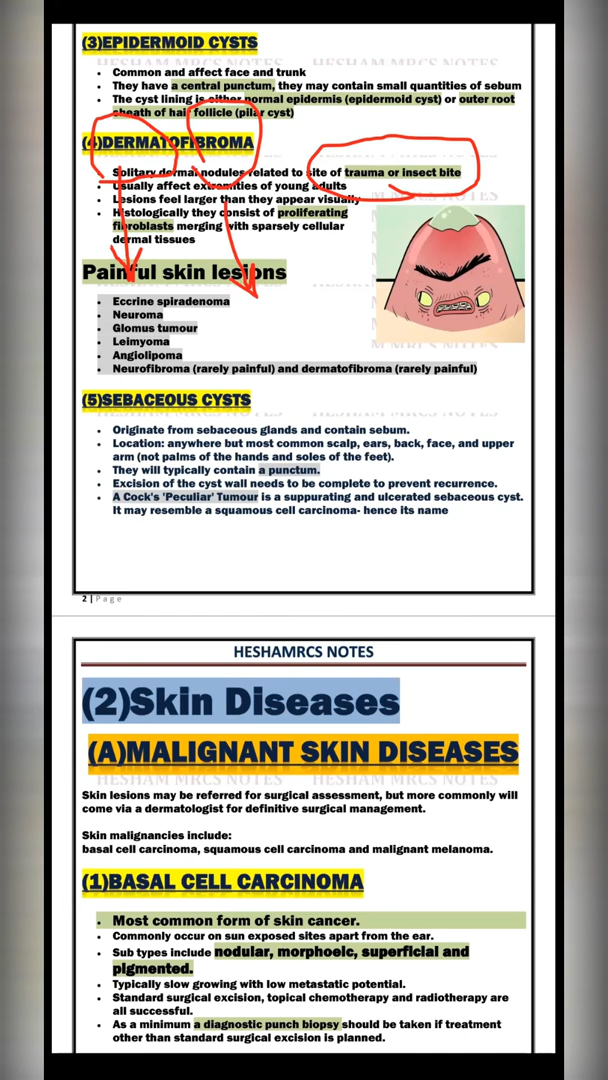 (3)EPIDERMOID CYSTS
• Common and affect face and trunk
• They have a central punctum, they may contain small quantities of sebum
• The cyst lining is either normal epidermis (epidermoid cyst) or outer root
sheath of hair follicle (pilar cyst)
(4)DERMATOFIBROMA
• Solitary dermal nodules related to site of trauma or insect bite
• Usually affect extremities of young adults
• Lesions feel larger than they appear visually
• Histologically they consist of proliferating
fibroblasts merging with sparsely cellular
dermal tissues
Painful skin lesions
• Eccrine spiradenoma
• Neuroma
• Glomus tumour
• Leimyoma
• Angiolipoma
• Neurofibroma (rarely painful) and dermatofibroma (rarely painful)
(5)SEBACEOUS CYSTS
• Originate from sebaceous glands and contain sebum.
• Location: anywhere but most common scalp, ears, back, face, and upper
arm (not palms of the hands and soles of the feet).
• They will typically contain a punctum.
• Excision of the cyst wall needs to be complete to prevent recurrence.
• A Cock's 'Peculiar' Tumour is a suppurating and ulcerated sebaceous cyst.
It may resemble a squamous cell carcinoma- hence its name
2 | Page
HESHAMRCS NOTES
(2)Skin Diseases
(A)MALIGNANT SKIN DISEASES
HESHAM MRCS NOTES HESHAM MRCS NOTES
Skin lesions may be referred for surgical assessment, but more commonly will
come via a dermatologist for definitive surgical management.
Skin malignancies include:
basal cell carcinoma, squamous cell carcinoma and malignant melanoma.
(1)BASAL CELL CARCINOMA
• Most common form of skin cancer.
• Commonly occur on sun exposed sites apart from the ear.
• Sub types include nodular, morphoeic, superficial and
pigmented.
• Typically slow growing with low metastatic potential.
• Standard surgical excision, topical chemotherapy and radiotherapy are
all successful.
• As a minimum a diagnostic punch biopsy should be taken if treatment
other than standard surgical excision is planned.